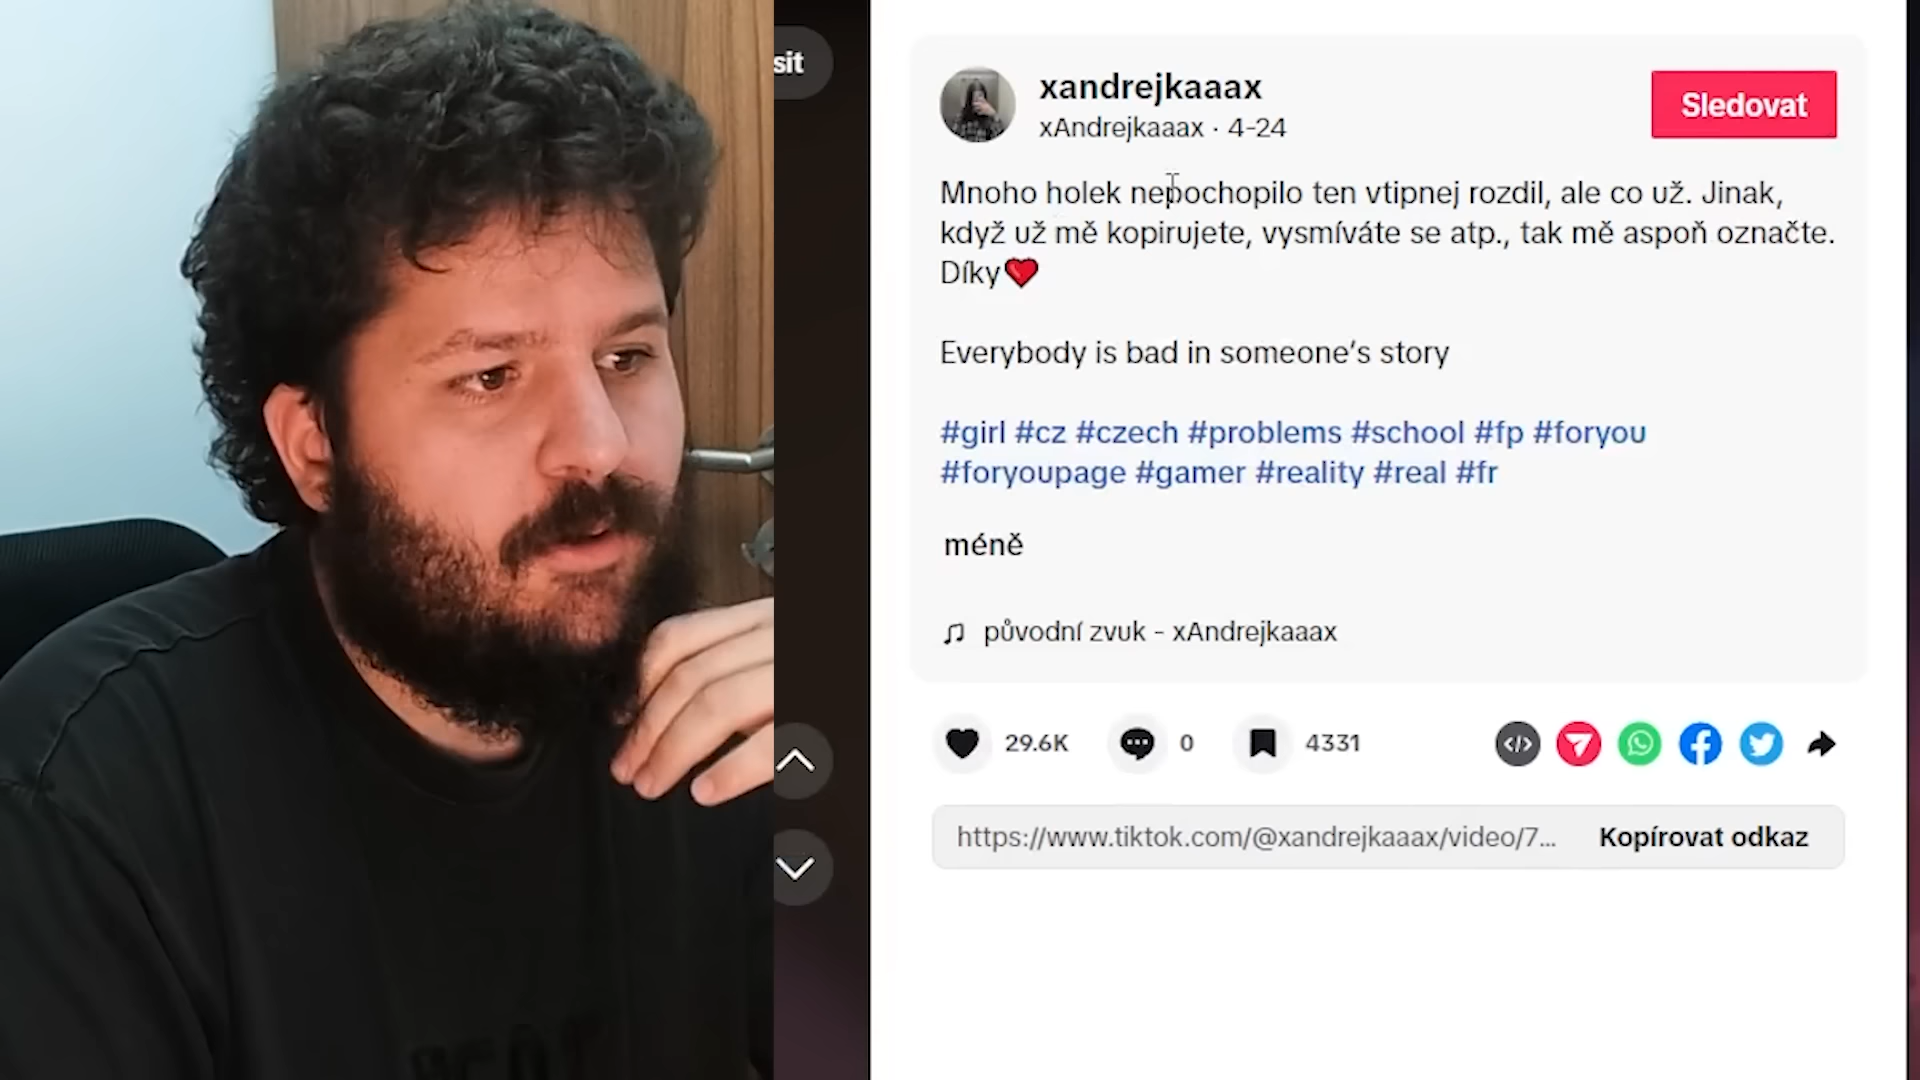 sit
xandrejkaaax
xAndrejkaaax · 4-24
Sledovat
Mnoho holek nepochopilo ten vtipnej rozdil, ale co už. Jinak,
když už mě kopirujete, vysmíváte se atp., tak mě aspoň označte.
Díky❤️
Everybody is bad in someone‘s story
#girl #cz #czech #problems #school #fp #foryou
#foryoupage #gamer #reality #real #fr
méně
původní zvuk - xAndrejkaaax
29.6K
0
4331
https://www.tiktok.com/@xandrejkaaax/video/7...
Kopírovat odkaz